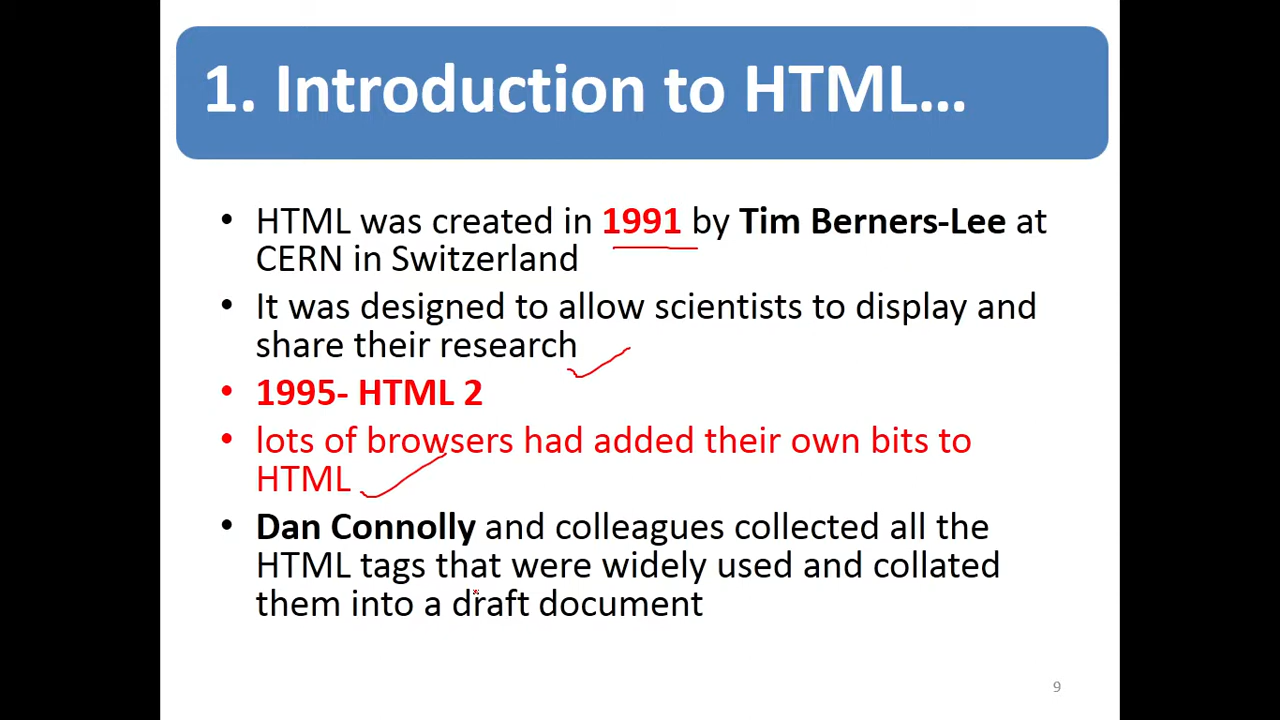 1. Introduction to HTML...
• HTML was created in 1991 by Tim Berners-Lee at
CERN in Switzerland
• It was designed to allow scientists to display and
share their research
• 1995- HTML 2
• lots of browsers had added their own bits to
HTML
• Dan Connolly and colleagues collected all the
HTML tags that were widely used and collated
them into a draft document
9